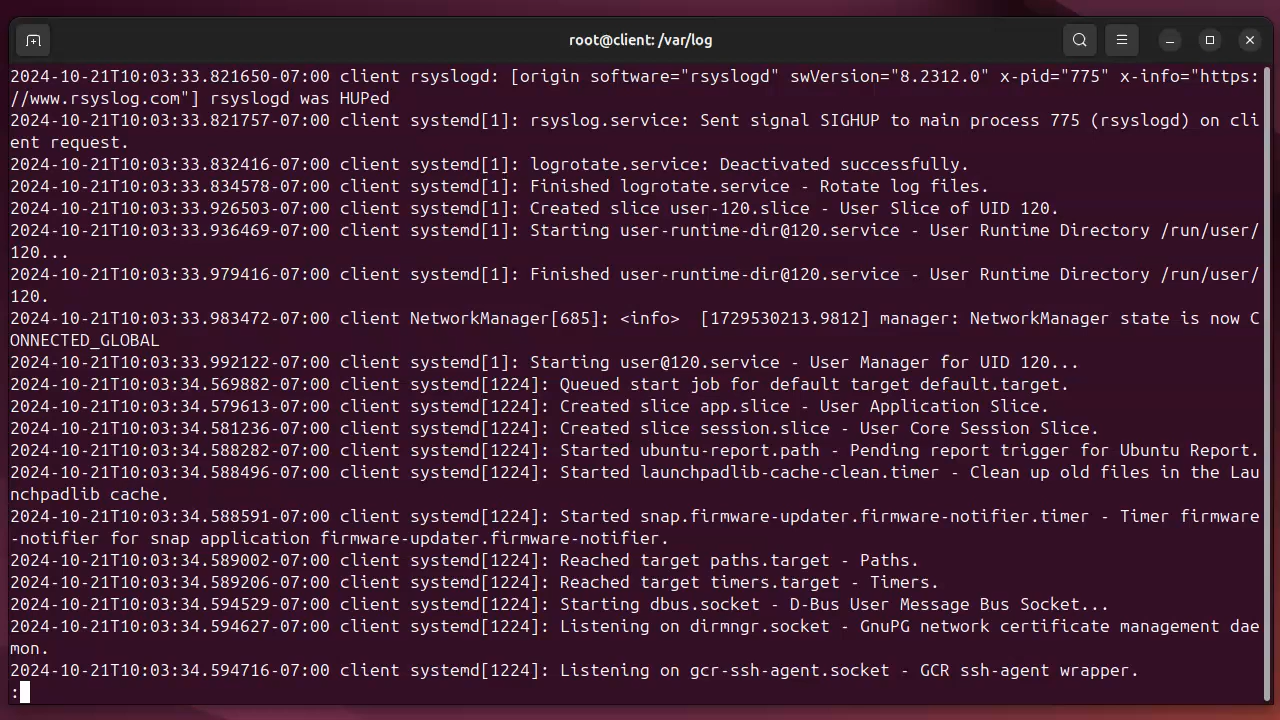 root@client: /var/log
2024-10-21T10:03:33.821650-07:00 client rsyslogd: [origin software="rsyslogd" swVersion="8.2312.0" x-pid="775" x-info="https:
//www.rsyslog.com"] rsyslogd was HUPed
2024-10-21T10:03:33.821757-07:00 client systemd[1]: rsyslog.service: Sent signal SIGHUP to main process 775 (rsyslogd) on cli
ent request.
2024-10-21T10:03:33.832416-07:00 client systemd[1]: logrotate.service: Deactivated successfully.
2024-10-21T10:03:33.834578-07:00 client systemd[1]: Finished logrotate.service - Rotate log files.
2024-10-21T10:03:33.926503-07:00 client systemd[1]: Created slice user-120.slice - User Slice of UID 120.
2024-10-21T10:03:33.936469-07:00 client systemd[1]: Starting user-runtime-dir@120.service - User Runtime Directory /run/user/
120...
2024-10-21T10:03:33.979416-07:00 client systemd[1]: Finished user-runtime-dir@120.service - User Runtime Directory /run/user/
120.
2024-10-21T10:03:33.983472-07:00 client NetworkManager[685]: <info>  [1729530213.9812] manager: NetworkManager state is now C
ONNECTED_GLOBAL
2024-10-21T10:03:33.992122-07:00 client systemd[1]: Starting user@120.service - User Manager for UID 120...
2024-10-21T10:03:34.569882-07:00 client systemd[1224]: Queued start job for default target default.target.
2024-10-21T10:03:34.579613-07:00 client systemd[1224]: Created slice app.slice - User Application Slice.
2024-10-21T10:03:34.581236-07:00 client systemd[1224]: Created slice session.slice - User Core Session Slice.
2024-10-21T10:03:34.588282-07:00 client systemd[1224]: Started ubuntu-report.path - Pending report trigger for Ubuntu Report.
2024-10-21T10:03:34.588496-07:00 client systemd[1224]: Started launchpadlib-cache-clean.timer - Clean up old files in the Lau
nchpadlib cache.
2024-10-21T10:03:34.588591-07:00 client systemd[1224]: Started snap.firmware-updater.firmware-notifier.timer - Timer firmware
-notifier for snap application firmware-updater.firmware-notifier.
2024-10-21T10:03:34.589002-07:00 client systemd[1224]: Reached target paths.target - Paths.
2024-10-21T10:03:34.589206-07:00 client systemd[1224]: Reached target timers.target - Timers.
2024-10-21T10:03:34.594529-07:00 client systemd[1224]: Starting dbus.socket - D-Bus User Message Bus Socket...
2024-10-21T10:03:34.594627-07:00 client systemd[1224]: Listening on dirmngr.socket - GnuPG network certificate management dae
mon.
2024-10-21T10:03:34.594716-07:00 client systemd[1224]: Listening on gcr-ssh-agent.socket - GCR ssh-agent wrapper.
: